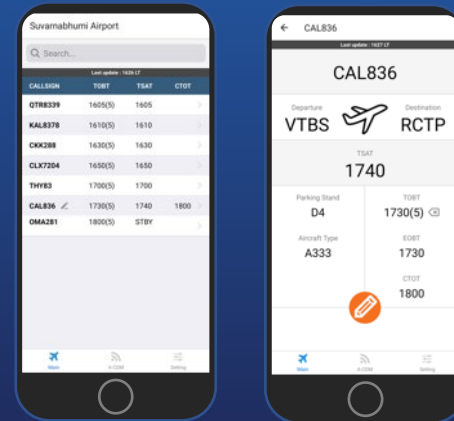 Suvarnabhumi Airport
Search...
Last update : 1626 LT
CALLSIGN TOBT TSAT CTOT
QTR8339 1605(5) 1605
KAL8378 1610(5) 1610
CKK288 1630(5) 1630
CLX7204 1650(5) 1650
THY83 1700(5) 1700
CAL836 1730(5) 1740 1800
OMA281 1800(5) STBY
Main A-CDM Setting
CAL836
Last update : 1627 LT
CAL836
Departure Destination
VTBS RCTP
TSAT
1740
Parking Stand TOBT
D4 1730(5)
Aircraft Type EOBT
A333 1730
CTOT
1800
Main A-CDM Setting